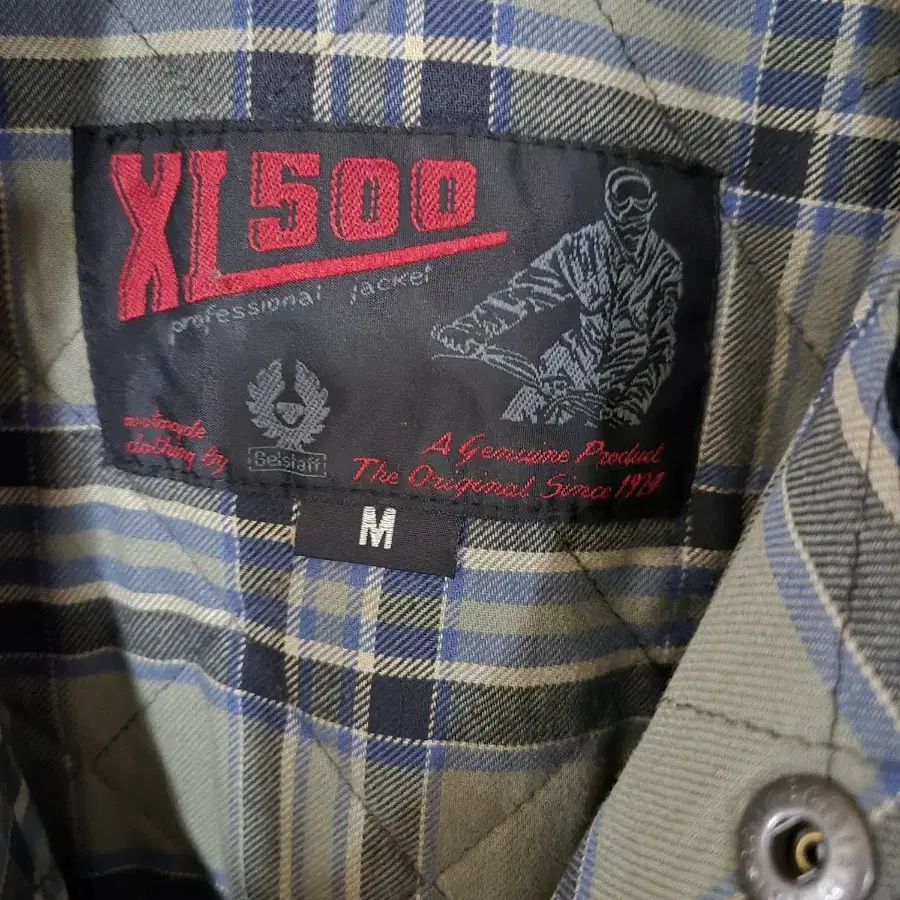 XL500
professional jacket
motorcycle
clothing by
Belstaff
A Genuine Product
The Original Since 1924
M